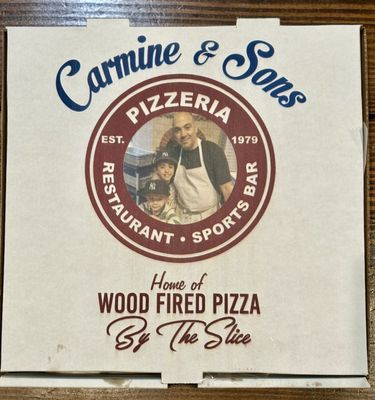 Carmine & Sons
PIZZERIA
EST. 1979
RESTAURANT • SPORTS BAR
Home of
WOOD FIRED PIZZA
By The Slice